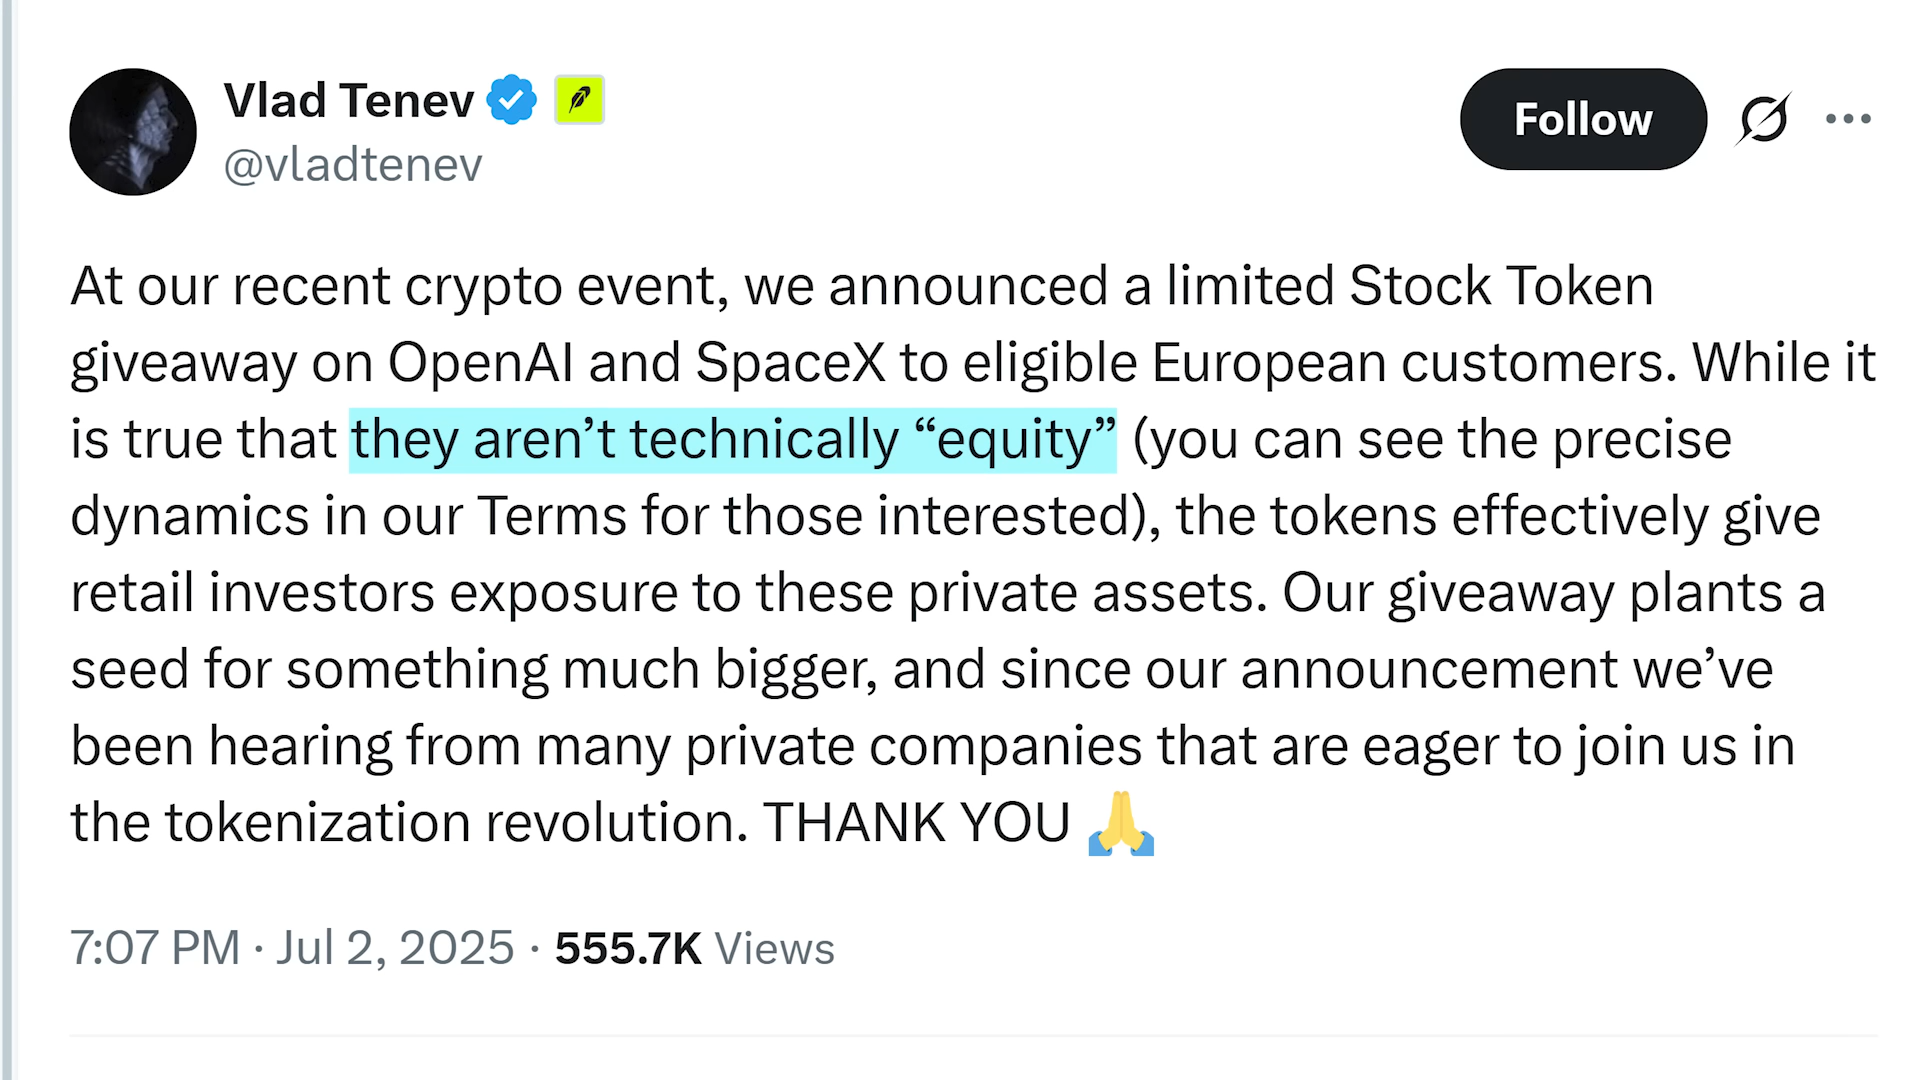 Vlad Tenev
@vladtenev
Follow
At our recent crypto event, we announced a limited Stock Token
giveaway on OpenAI and SpaceX to eligible European customers. While it
is true that they aren’t technically “equity” (you can see the precise
dynamics in our Terms for those interested), the tokens effectively give
retail investors exposure to these private assets. Our giveaway plants a
seed for something much bigger, and since our announcement we’ve
been hearing from many private companies that are eager to join us in
the tokenization revolution. THANK YOU 🙏
7:07 PM · Jul 2, 2025 · 555.7K Views